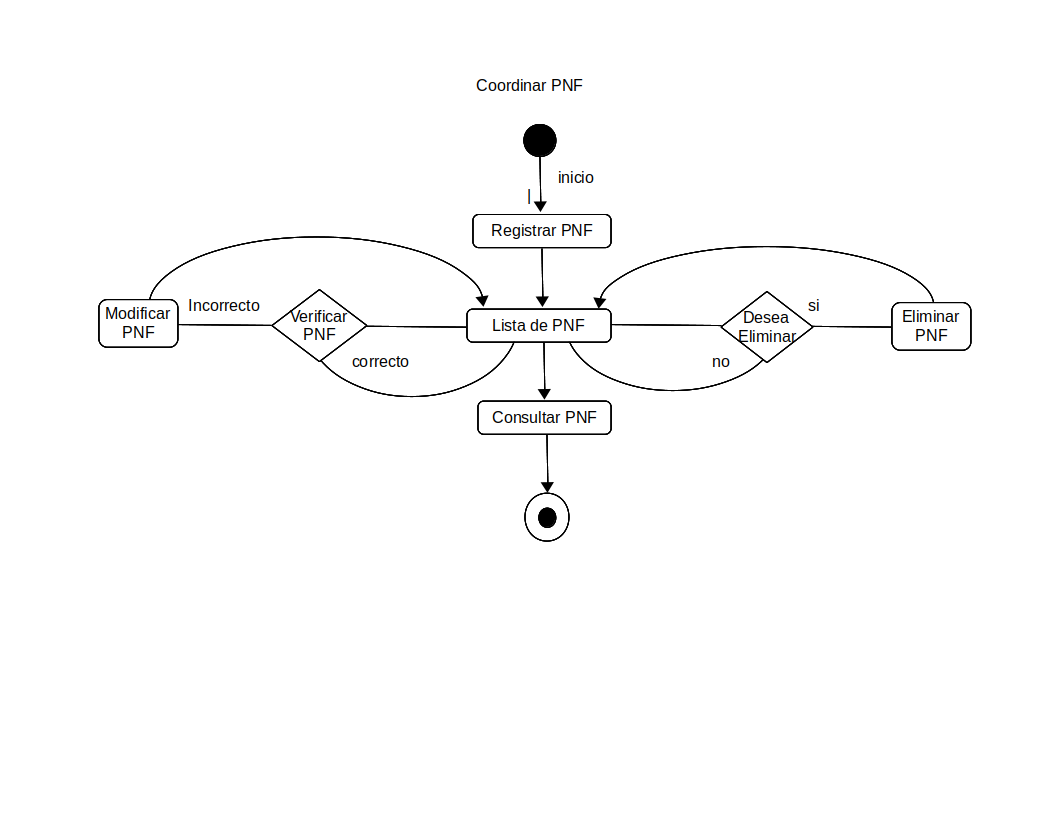 Coordinar PNF
inicio
|
Registrar PNF
Modificar
PNF
Incorrecto
Verificar
PNF
correcto
Lista de PNF
Desea
Eliminar
si
no
Eliminar
PNF
Consultar PNF